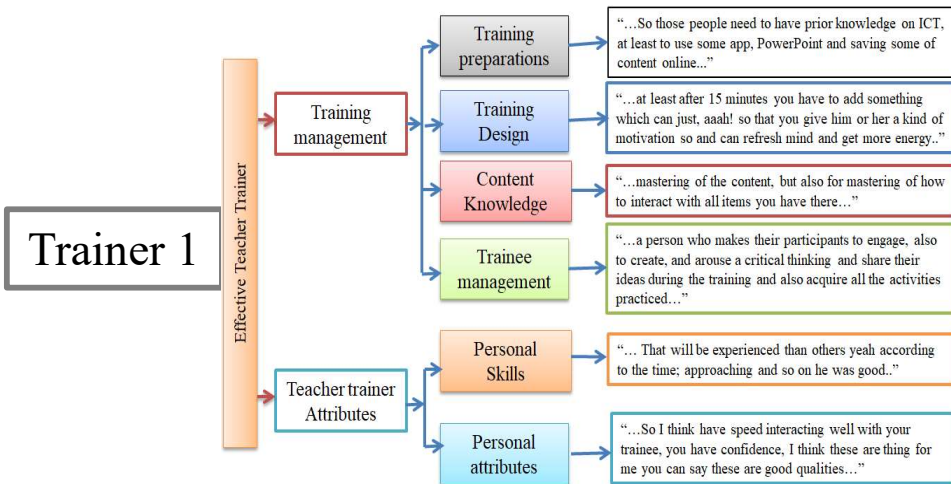 Trainer 1
Effective Teacher Trainer
Training
management
Teacher trainer
Attributes
Training
preparations
“…So those people need to have prior knowledge on ICT,
at least to use some app, PowerPoint and saving some of
content online...”
Training
Design
“…at least after 15 minutes you have to add something
which can just, aaah! so that you give him or her a kind of
motivation so and can refresh mind and get more energy..”
Content
Knowledge
“…mastering of the content, but also for mastering of how
to interact with all items you have there…”
Trainee
management
“…a person who makes their participants to engage, also
to create, and arouse a critical thinking and share their
ideas during the training and also acquire all the activities
practiced…”
Personal
Skills
“… That will be experienced than others yeah according
to the time; approaching and so on he was good..”
Personal
attributes
“…So I think have speed interacting well with your
trainee, you have confidence, I think these are thing for
me you can say these are good qualities…”